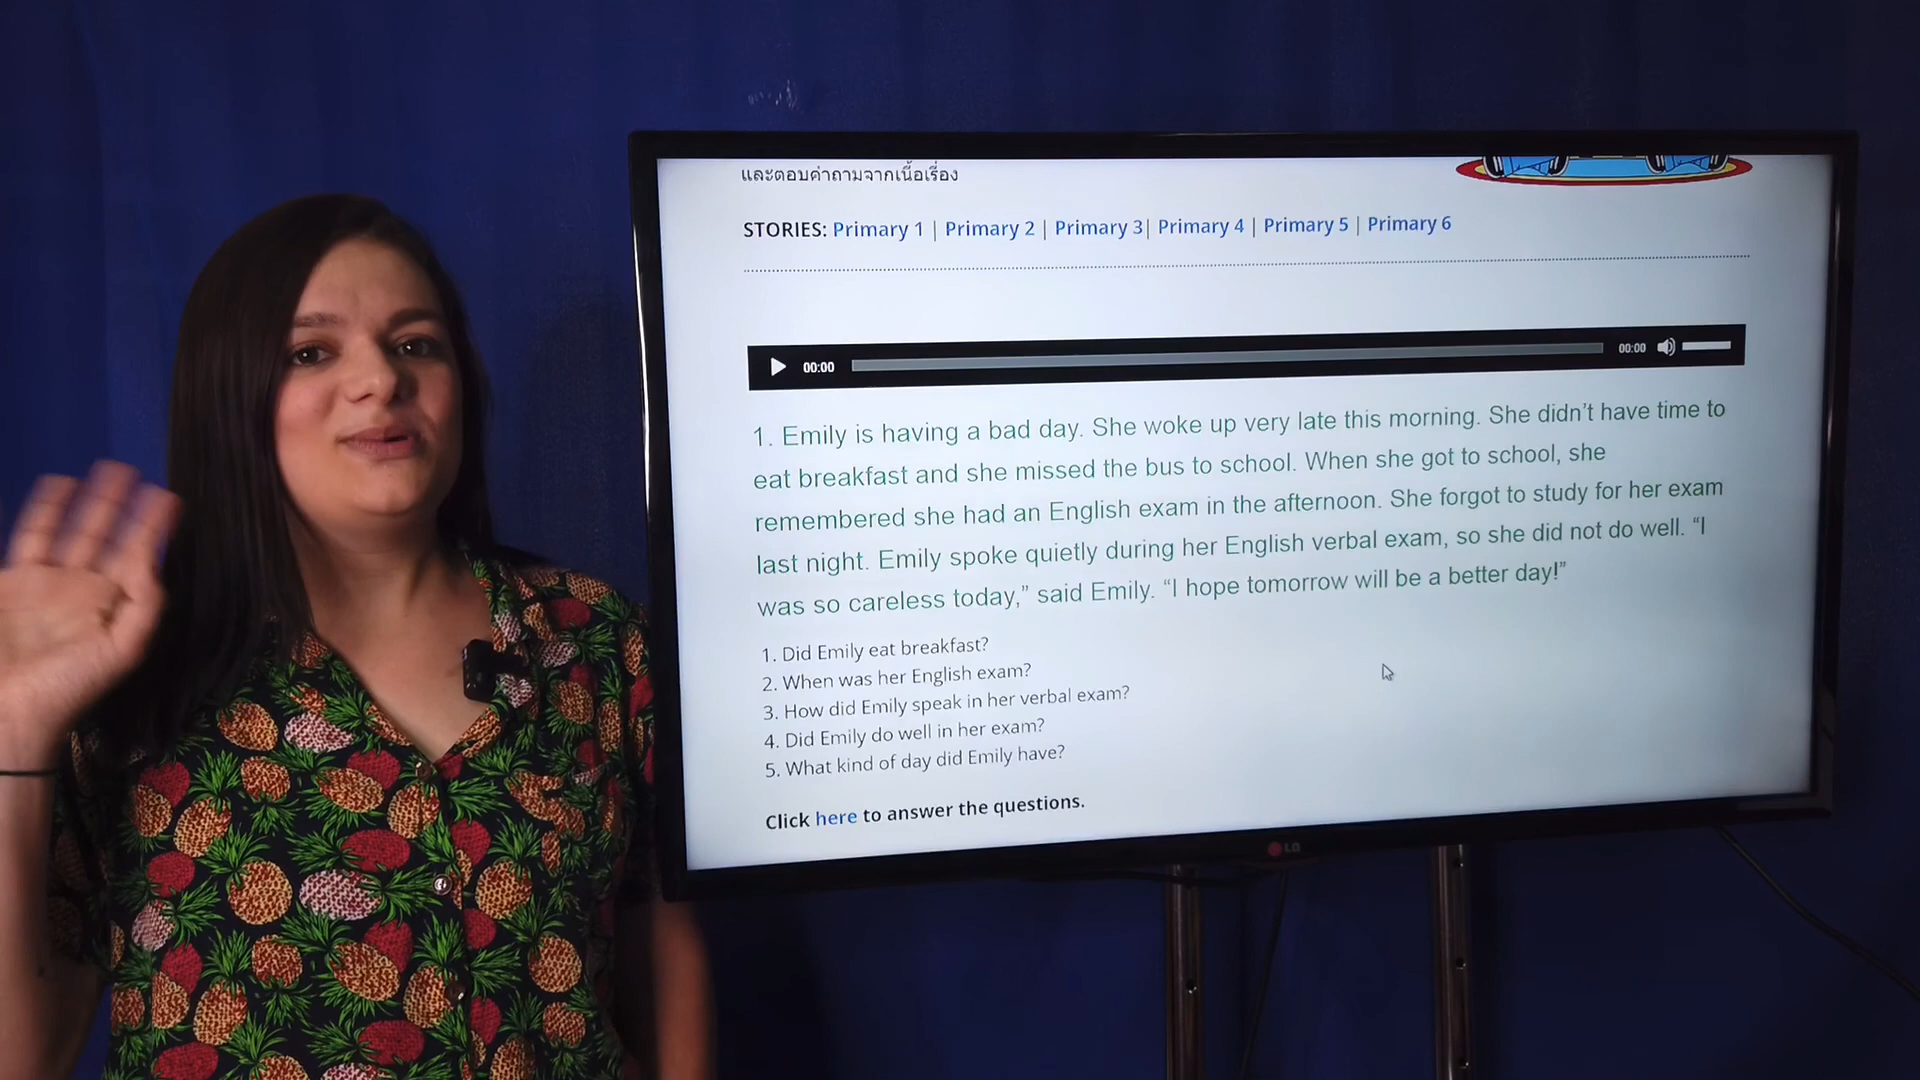 และตอบคำถามจากเนื้อเรื่อง
STORIES: Primary 1 | Primary 2 | Primary 3| Primary 4 | Primary 5 | Primary 6
00:00 00:00
1. Emily is having a bad day. She woke up very late this morning. She didn’t have time to
eat breakfast and she missed the bus to school. When she got to school, she
remembered she had an English exam in the afternoon. She forgot to study for her exam
last night. Emily spoke quietly during her English verbal exam, so she did not do well. “I
was so careless today,” said Emily. “I hope tomorrow will be a better day!”
1. Did Emily eat breakfast?
2. When was her English exam?
3. How did Emily speak in her verbal exam?
4. Did Emily do well in her exam?
5. What kind of day did Emily have?
Click here to answer the questions.
LG